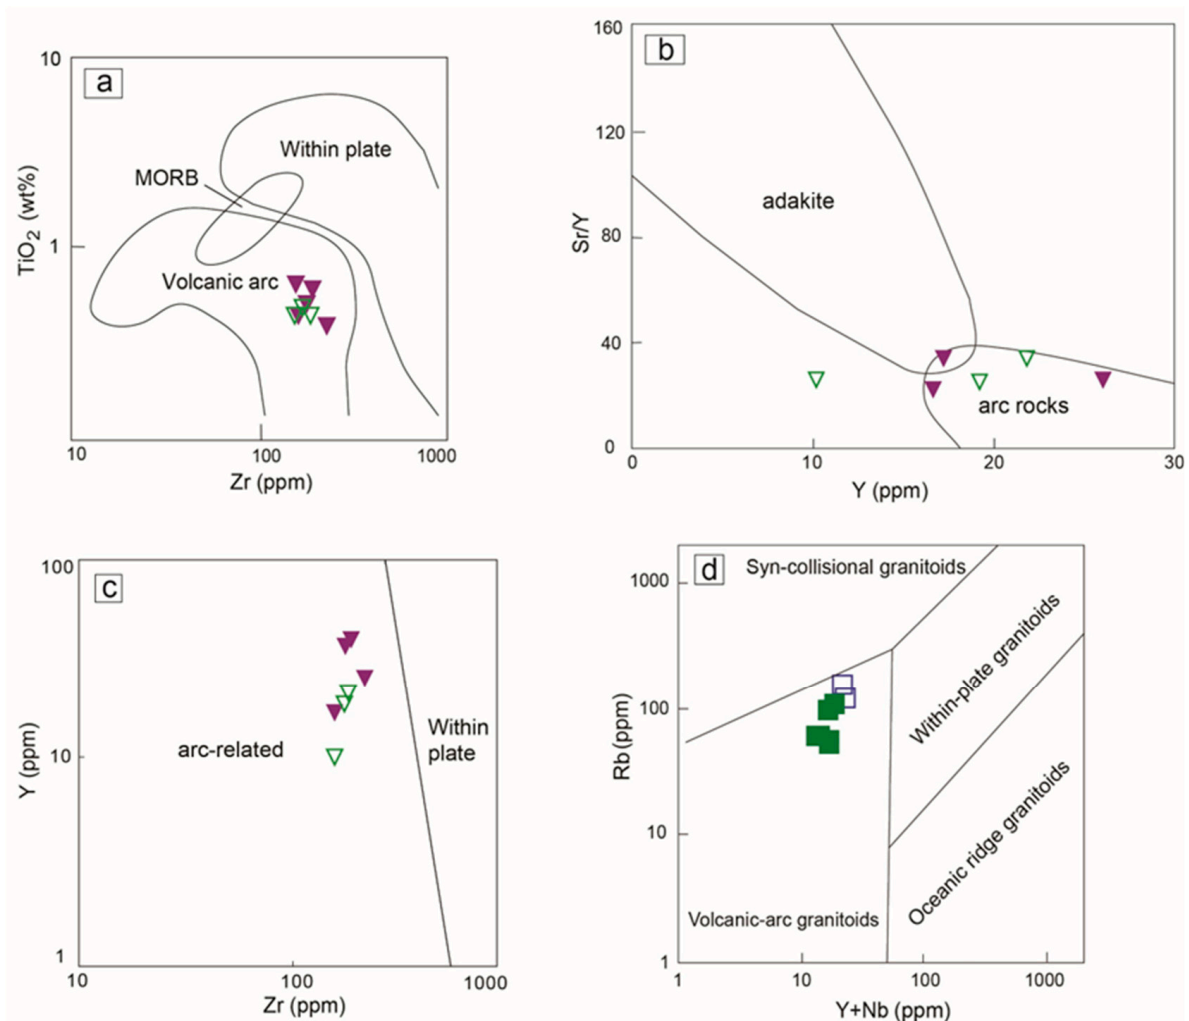 a
10
1
TiO2 (wt%)
Within plate
MORB
Volcanic arc
10
100
1000
Zr (ppm)
b
160
120
80
40
0
Sr/Y
adakite
arc rocks
0
10
20
30
Y (ppm)
c
100
10
1
Y (ppm)
arc-related
Within
plate
10
100
1000
Zr (ppm)
d
1000
100
10
1
Rb (ppm)
Syn-collisional granitoids
Within-plate granitoids
Oceanic ridge granitoids
Volcanic-arc granitoids
1
10
100
1000
Y+Nb (ppm)